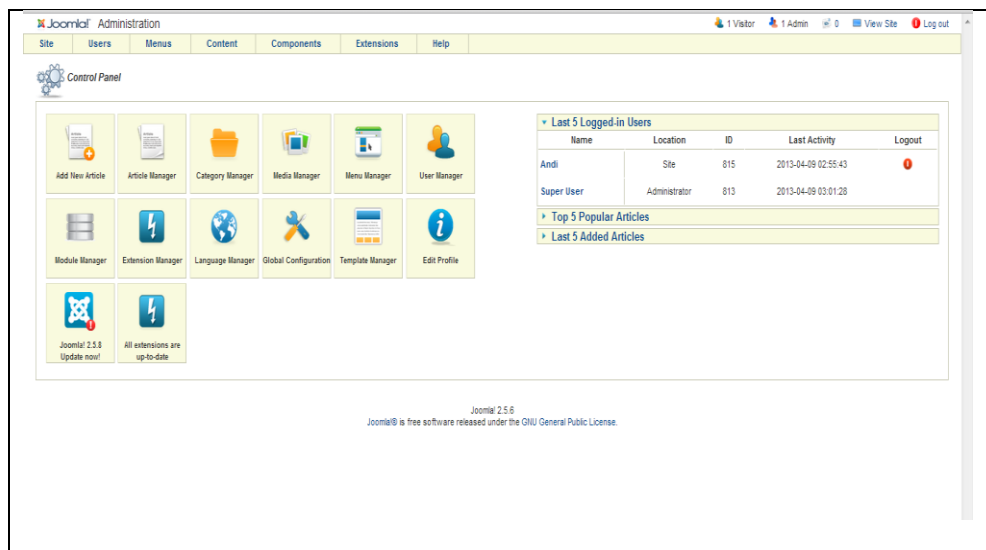 Joomla! Administration
1 Visitor 1 Admin 0 View Site Log out
Site Users Menus Content Components Extensions Help
Control Panel
Add New Article Article Manager Category Manager Media Manager Menu Manager User Manager
Module Manager Extension Manager Language Manager Global Configuration Template Manager Edit Profile
Joomla! 2.5.8 All extensions are
Update now! up-to-date
Last 5 Logged-in Users
Name Location ID Last Activity Logout
Andi Site 815 2013-04-09 02:55:43
Super User Administrator 813 2013-04-09 03:01:28
Top 5 Popular Articles
Last 5 Added Articles
Joomla! 2.5.6
Joomla!® is free software released under the GNU General Public License.